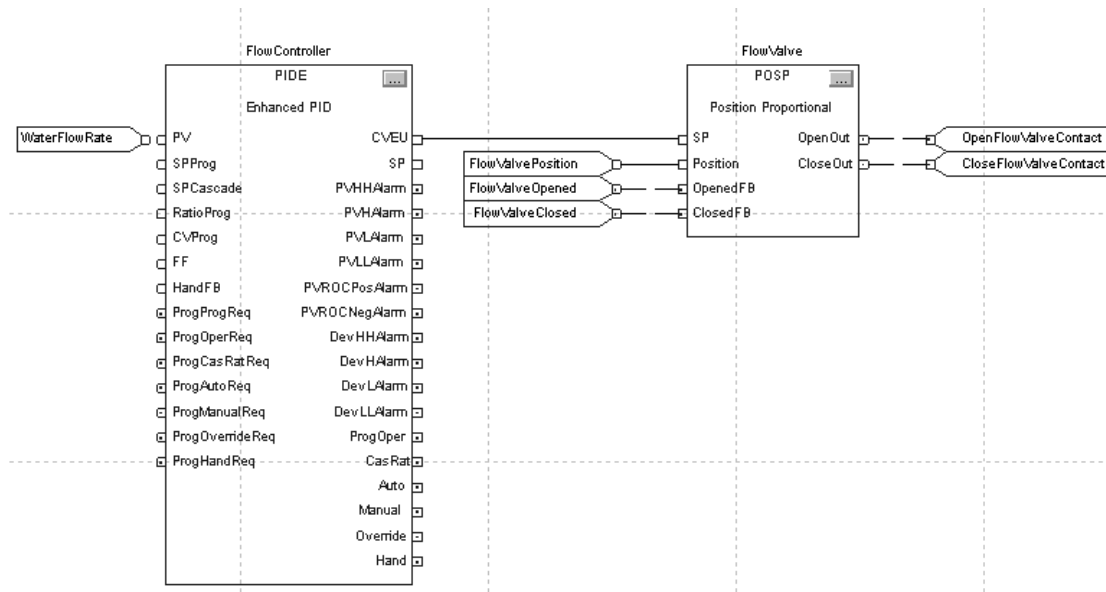 FlowController
PIDE
...
Enhanced PID
WaterFlowRate
PV
SPProg
SPCascade
RatioProg
CVProg
FF
HandFB
ProgProgReq
ProgOperReq
ProgCasRatReq
ProgAutoReq
ProgManualReq
ProgOverrideReq
ProgHandReq
CVEU
SP
PVHHAlarm
PVHAlarm
PVLAlarm
PVLLAlarm
PVROCPosAlarm
PVROCNegAlarm
DevHHAlarm
DevHAlarm
DevLAlarm
DevLLAlarm
ProgOper
CasRat
Auto
Manual
Override
Hand
FlowValve
POSP
...
Position Proportional
FlowValvePosition
FlowValveOpened
FlowValveClosed
SP
Position
OpenedFB
ClosedFB
OpenOut
CloseOut
OpenFlowValveContact
CloseFlowValveContact